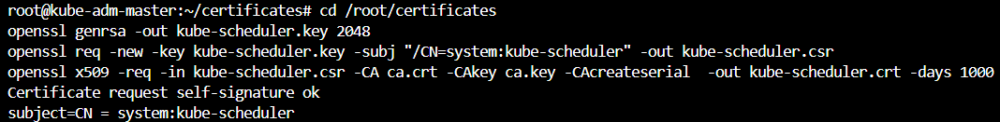 root@kube-adm-master:~/certificates# cd /root/certificates
openssl genrsa -out kube-scheduler.key 2048
openssl req -new -key kube-scheduler.key -subj "/CN=system:kube-scheduler" -out kube-scheduler.csr
openssl x509 -req -in kube-scheduler.csr -CA ca.crt -CAkey ca.key -CAcreateserial  -out kube-scheduler.crt -days 1000
Certificate request self-signature ok
subject=CN = system:kube-scheduler